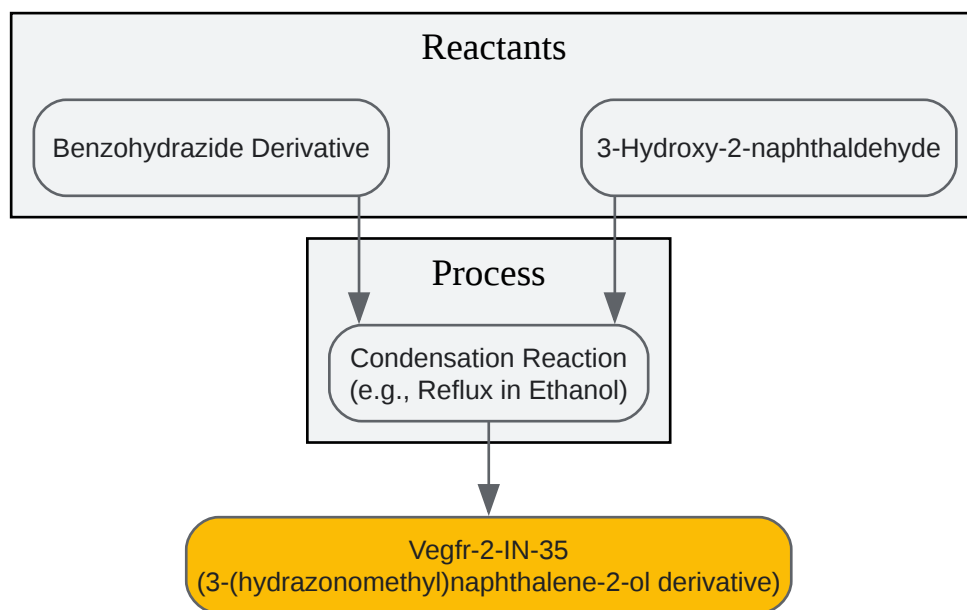 Reactants
Benzohydrazide Derivative
3-Hydroxy-2-naphthaldehyde
Process
Condensation Reaction
(e.g., Reflux in Ethanol)
Vegfr-2-IN-35
(3-(hydrazonomethyl)naphthalene-2-ol derivative)